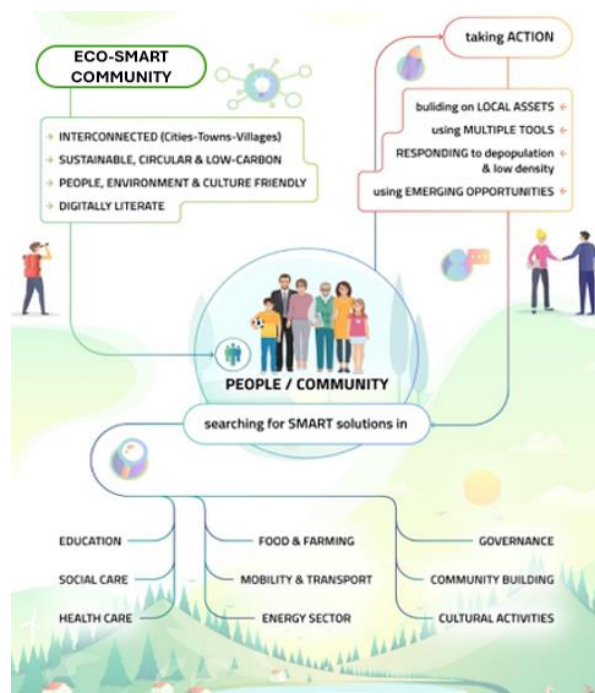 ECO-SMART
COMMUNITY
INTERCONNECTED (Cities-Towns-Villages)
SUSTAINABLE, CIRCULAR & LOW-CARBON
PEOPLE, ENVIRONMENT & CULTURE FRIENDLY
DIGITALLY LITERATE
taking ACTION
buliding on LOCAL ASSETS
using MULTIPLE TOOLS
RESPONDING to depopulation
& low density
using EMERGING OPPORTUNITIES
PEOPLE / COMMUNITY
searching for SMART solutions in
EDUCATION
SOCIAL CARE
HEALTH CARE
FOOD & FARMING
MOBILITY & TRANSPORT
ENERGY SECTOR
GOVERNANCE
COMMUNITY BUILDING
CULTURAL ACTIVITIES